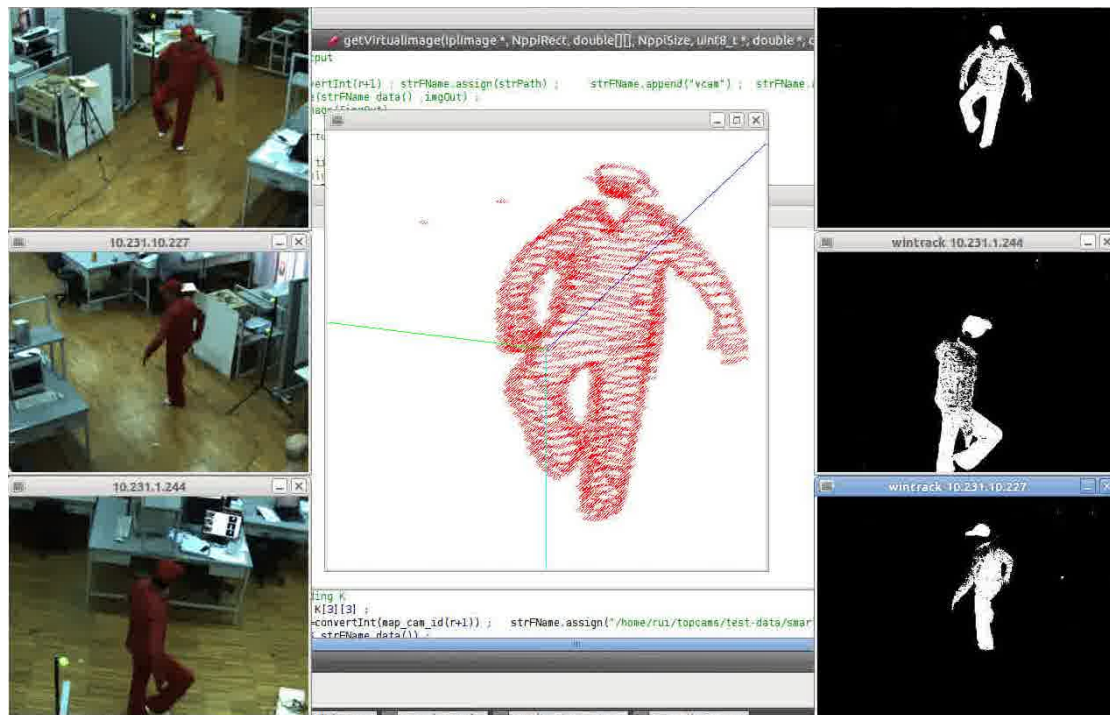 getVirtualImage(IplImage *, NppiRect, double[][], NppiSize, uint8_t *, double *,
vertInt(r+1) ; strFName.assign(strPath) ; strFName.append("vcam") ;
(strFName data() ,imgOut) ;
10.231.10.227
wintrack 10.231.1.244
10.231.1.244
wintrack 10.231.10.227
ding K
K[3][3] ;
=convertInt(map_cam_id(r+1)) ; strFName.assign("/home/rui/topcams/test-data/smar
strFName.data()) ;